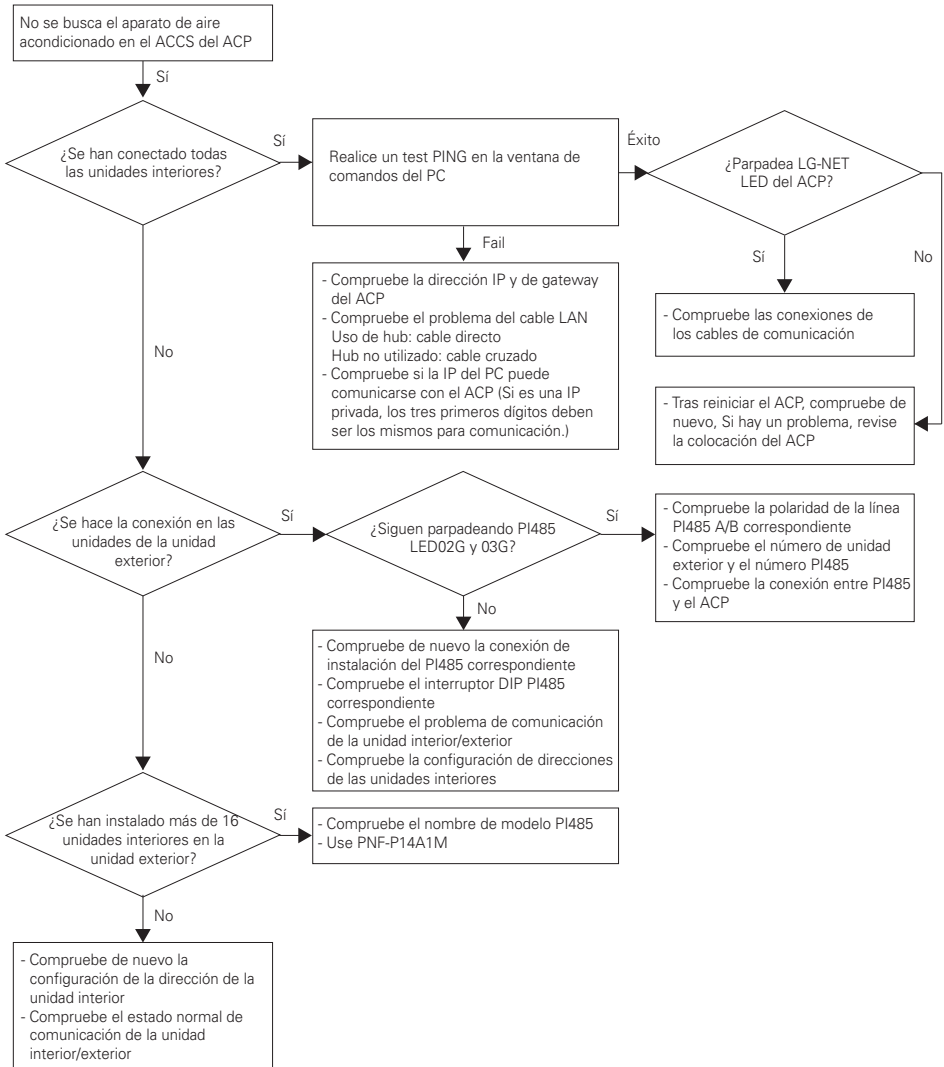 No se busca el aparato de aire
acondicionado en el ACCS del ACP
Sí
¿Se han conectado todas
las unidades interiores?
Sí
Realice un test PING en la ventana de
comandos del PC
Éxito
¿Parpadea LG-NET
LED del ACP?
Fail
Sí
No
- Compruebe la dirección IP y de gateway
del ACP
- Compruebe el problema del cable LAN
Uso de hub: cable directo
Hub no utilizado: cable cruzado
- Compruebe si la IP del PC puede
comunicarse con el ACP (Si es una IP
privada, los tres primeros dígitos deben
ser los mismos para comunicación.)
- Compruebe las conexiones de
los cables de comunicación
- Tras reiniciar el ACP, compruebe de
nuevo, Si hay un problema, revise
la colocación del ACP
No
¿Se hace la conexión en las
unidades de la unidad
exterior?
Sí
¿Siguen parpadeando PI485
LED02G y 03G?
Sí
- Compruebe la polaridad de la línea
PI485 A/B correspondiente
- Compruebe el número de unidad
exterior y el número PI485
- Compruebe la conexión entre PI485
y el ACP
No
- Compruebe de nuevo la conexión de
instalación del PI485 correspondiente
- Compruebe el interruptor DIP PI485
correspondiente
- Compruebe el problema de comunicación
de la unidad interior/exterior
- Compruebe la configuración de direcciones
de las unidades interiores
No
¿Se han instalado más de 16
unidades interiores en la
unidad exterior?
Sí
- Compruebe el nombre de modelo PI485
- Use PNF-P14A1M
No
- Compruebe de nuevo la
configuración de la dirección de la
unidad interior
- Compruebe el estado normal de
comunicación de la unidad
interior/exterior